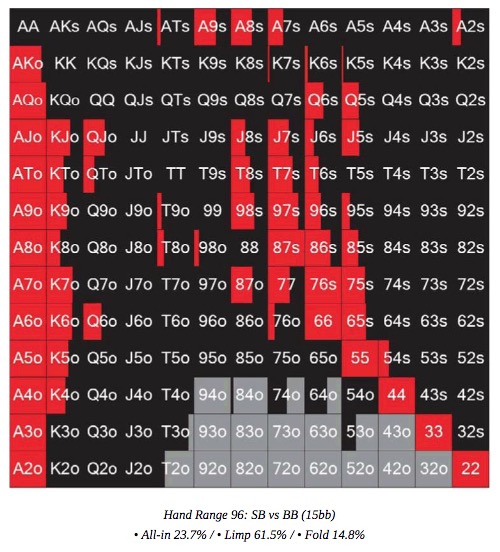 AA AKs AQs AJs ATs A9s A8s A7s A6s A5s A4s A3s A2s
AKo KK KQs KJs KTs K9s K8s K7s K6s K5s K4s K3s K2s
AQo KQo QQ QJs QTs Q9s Q8s Q7s Q6s Q5s Q4s Q3s Q2s
AJo KJo QJo JJ JTs J9s J8s J7s J6s J5s J4s J3s J2s
ATo KTo QTo JTo TT T9s T8s T7s T6s T5s T4s T3s T2s
A9o K9o Q9o J9o T9o 99 98s 97s 96s 95s 94s 93s 92s
A8o K8o Q8o J8o T8o 98o 88 87s 86s 85s 84s 83s 82s
A7o K7o Q7o J7o T7o 97o 87o 77 76s 75s 74s 73s 72s
A6o K6o Q6o J6o T6o 96o 86o 76o 66 65s 64s 63s 62s
A5o K5o Q5o J5o T5o 95o 85o 75o 65o 55 54s 53s 52s
A4o K4o Q4o J4o T4o 94o 84o 74o 64o 54o 44 43s 42s
A3o K3o Q3o J3o T3o 93o 83o 73o 63o 53o 43o 33 32s
A2o K2o Q2o J2o T2o 92o 82o 72o 62o 52o 42o 32o 22
Hand Range 96: SB vs BB (15bb)
• All-in 23.7% / • Limp 61.5% / • Fold 14.8%